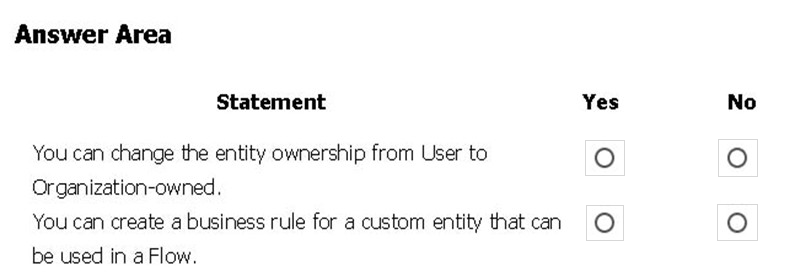 Answer Area
Statement Yes No
You can change the entity ownership from User to
Organization-owned.
You can create a business rule for a custom entity that can
be used in a Flow.